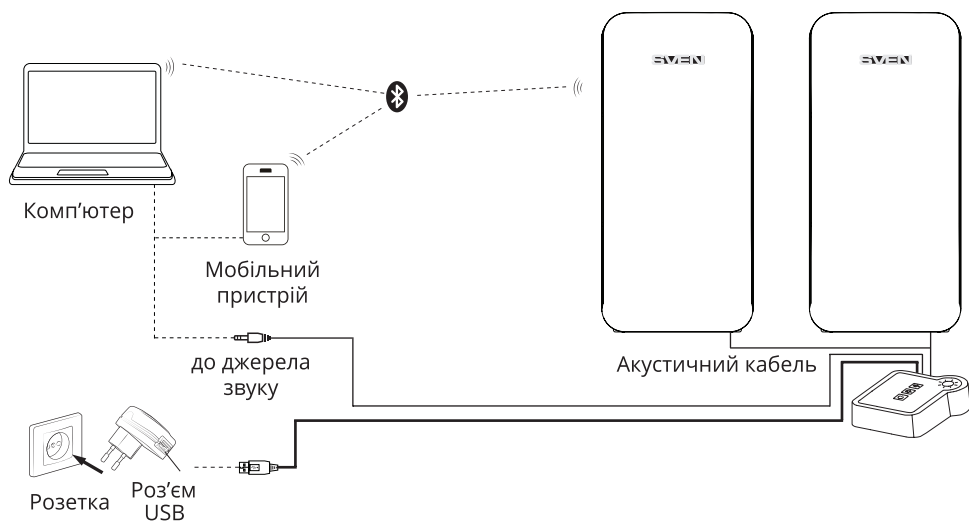 SVEN
SVEN
Комп’ютер
Мобільний
пристрій
до джерела
звуку
Акустичний кабель
Розетка
Роз’єм
USB